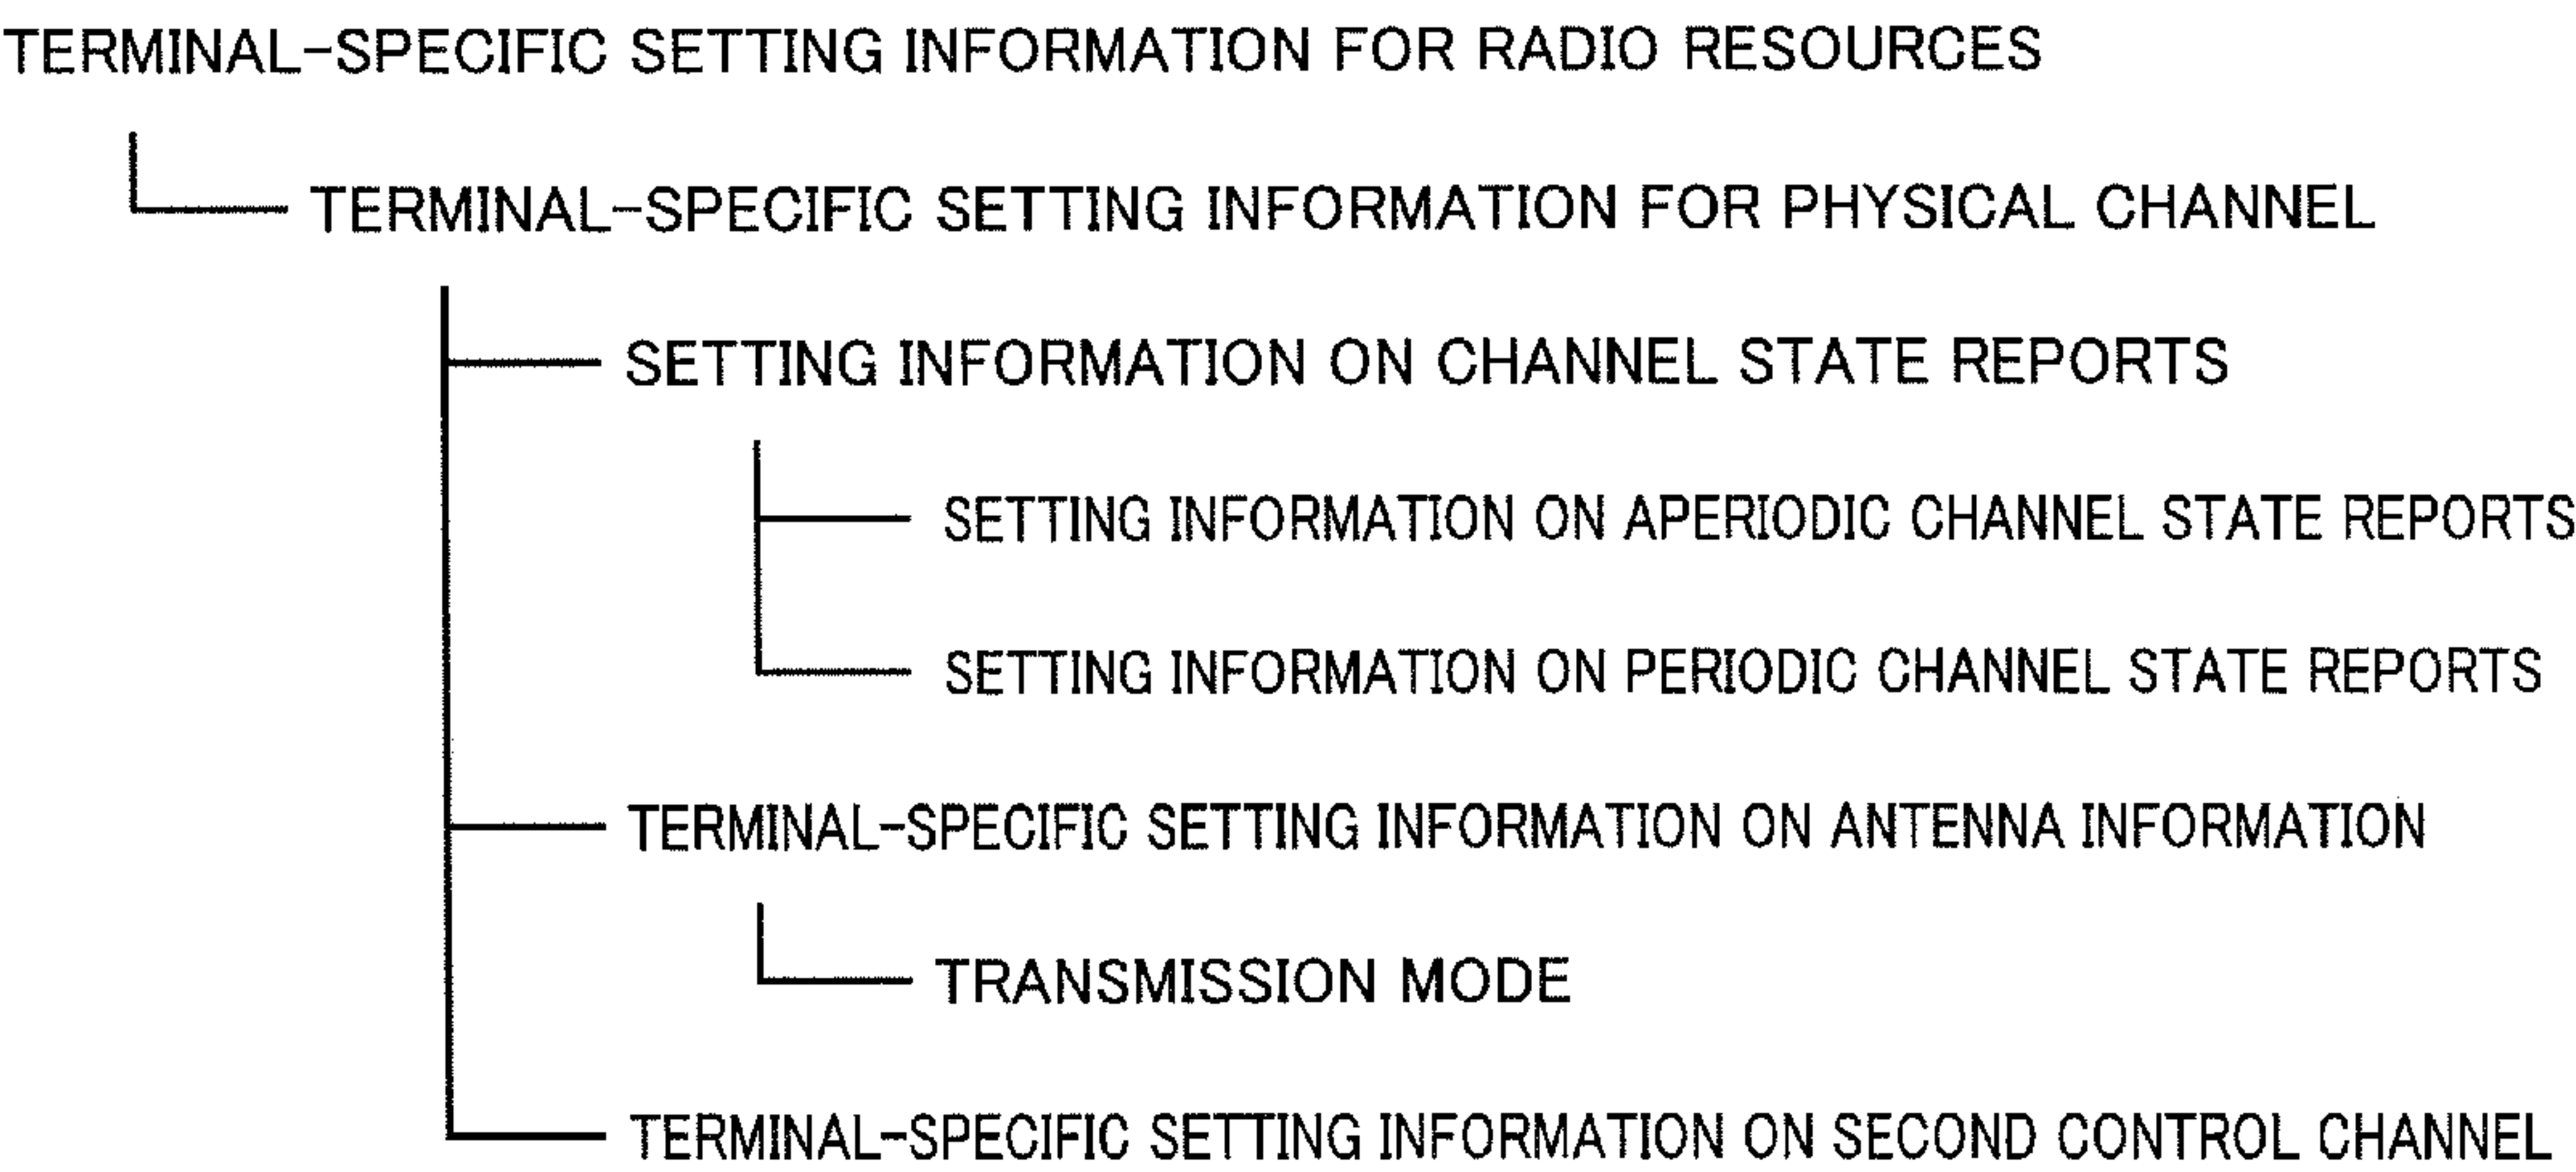 TERMINAL-SPECIFIC SETTING INFORMATION FOR RADIO RESOURCES
TERMINAL-SPECIFIC SETTING INFORMATION FOR PHYSICAL CHANNEL
SETTING INFORMATION ON CHANNEL STATE REPORTS
SETTING INFORMATION ON APERIODIC CHANNEL STATE REPORTS
SETTING INFORMATION ON PERIODIC CHANNEL STATE REPORTS
TERMINAL-SPECIFIC SETTING INFORMATION ON ANTENNA INFORMATION
TRANSMISSION MODE
TERMINAL-SPECIFIC SETTING INFORMATION ON SECOND CONTROL CHANNEL